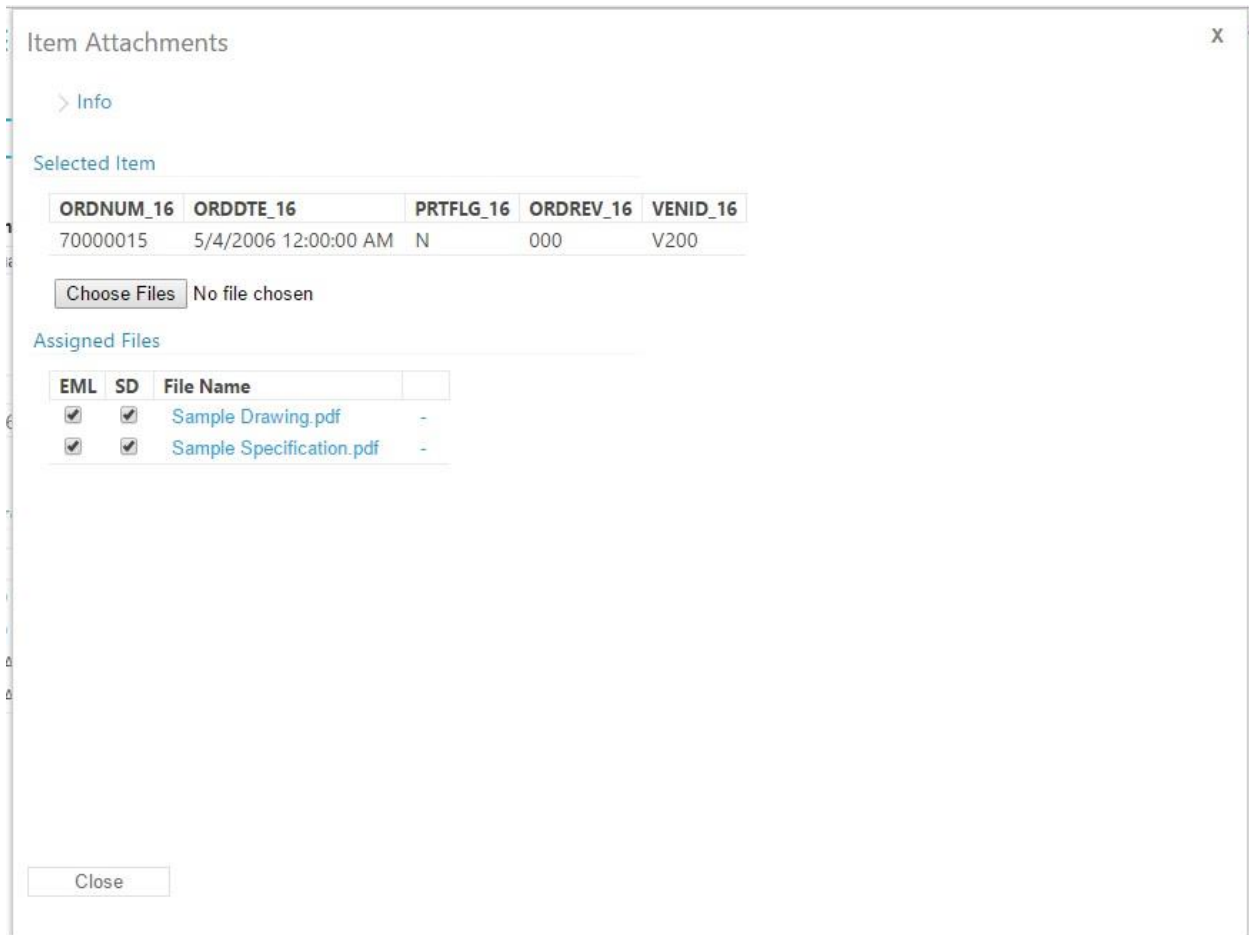 Item Attachments X
Info
Selected Item
ORDNUM_16 ORDDTE_16 PRTFLG_16 ORDREV_16 VENID_16
70000015 5/4/2006 12:00:00 AM N 000 V200
Choose Files No file chosen
Assigned Files
EML SD File Name
Sample Drawing.pdf -
Sample Specification.pdf -
Close